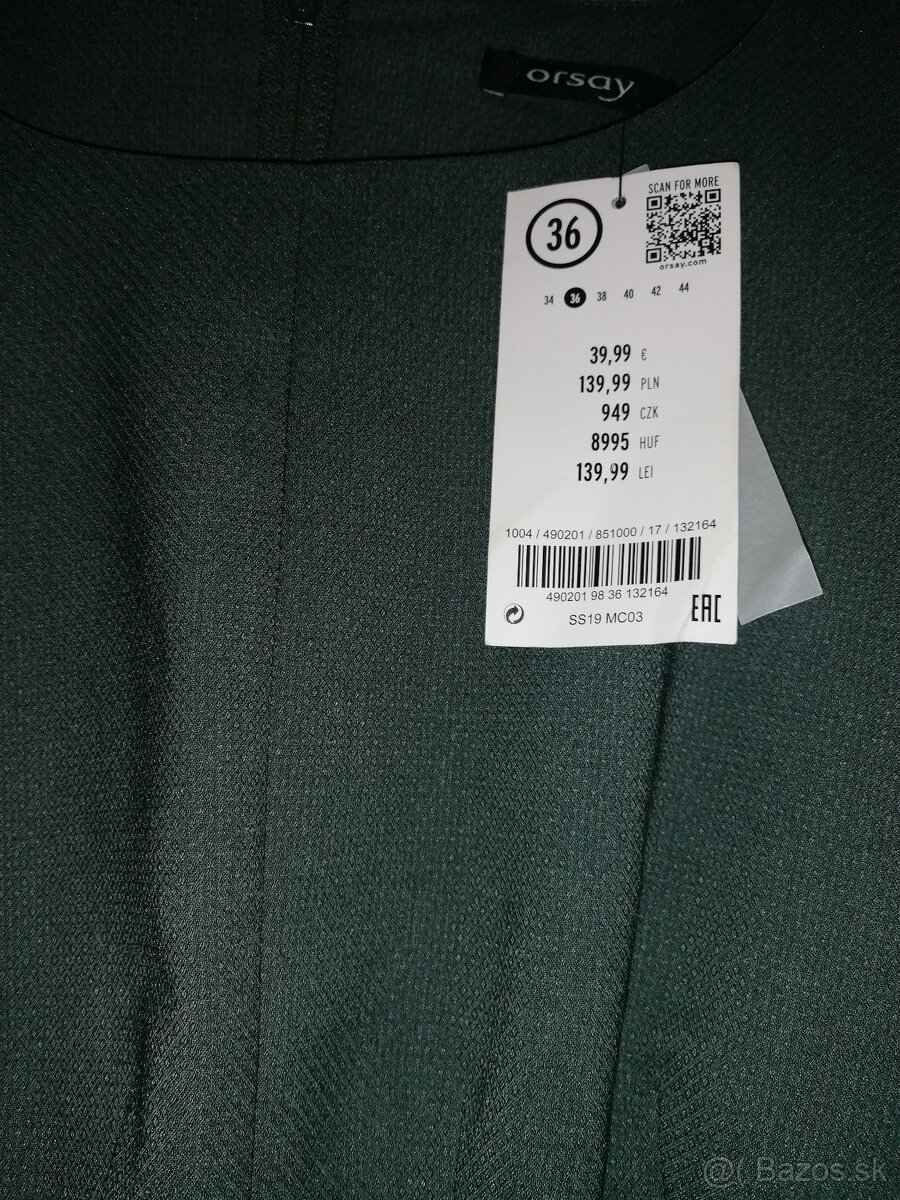 orsay
SCAN FOR MORE
36
orsay.com
34 36 38 40 42 44
39,99 €
139,99 PLN
949 CZK
8995 HUF
139,99 LEI
1004 / 490201 / 851000 / 17 / 132164
490201 98 36 132164
SS19 MC03
EAC
@( Bazos.sk